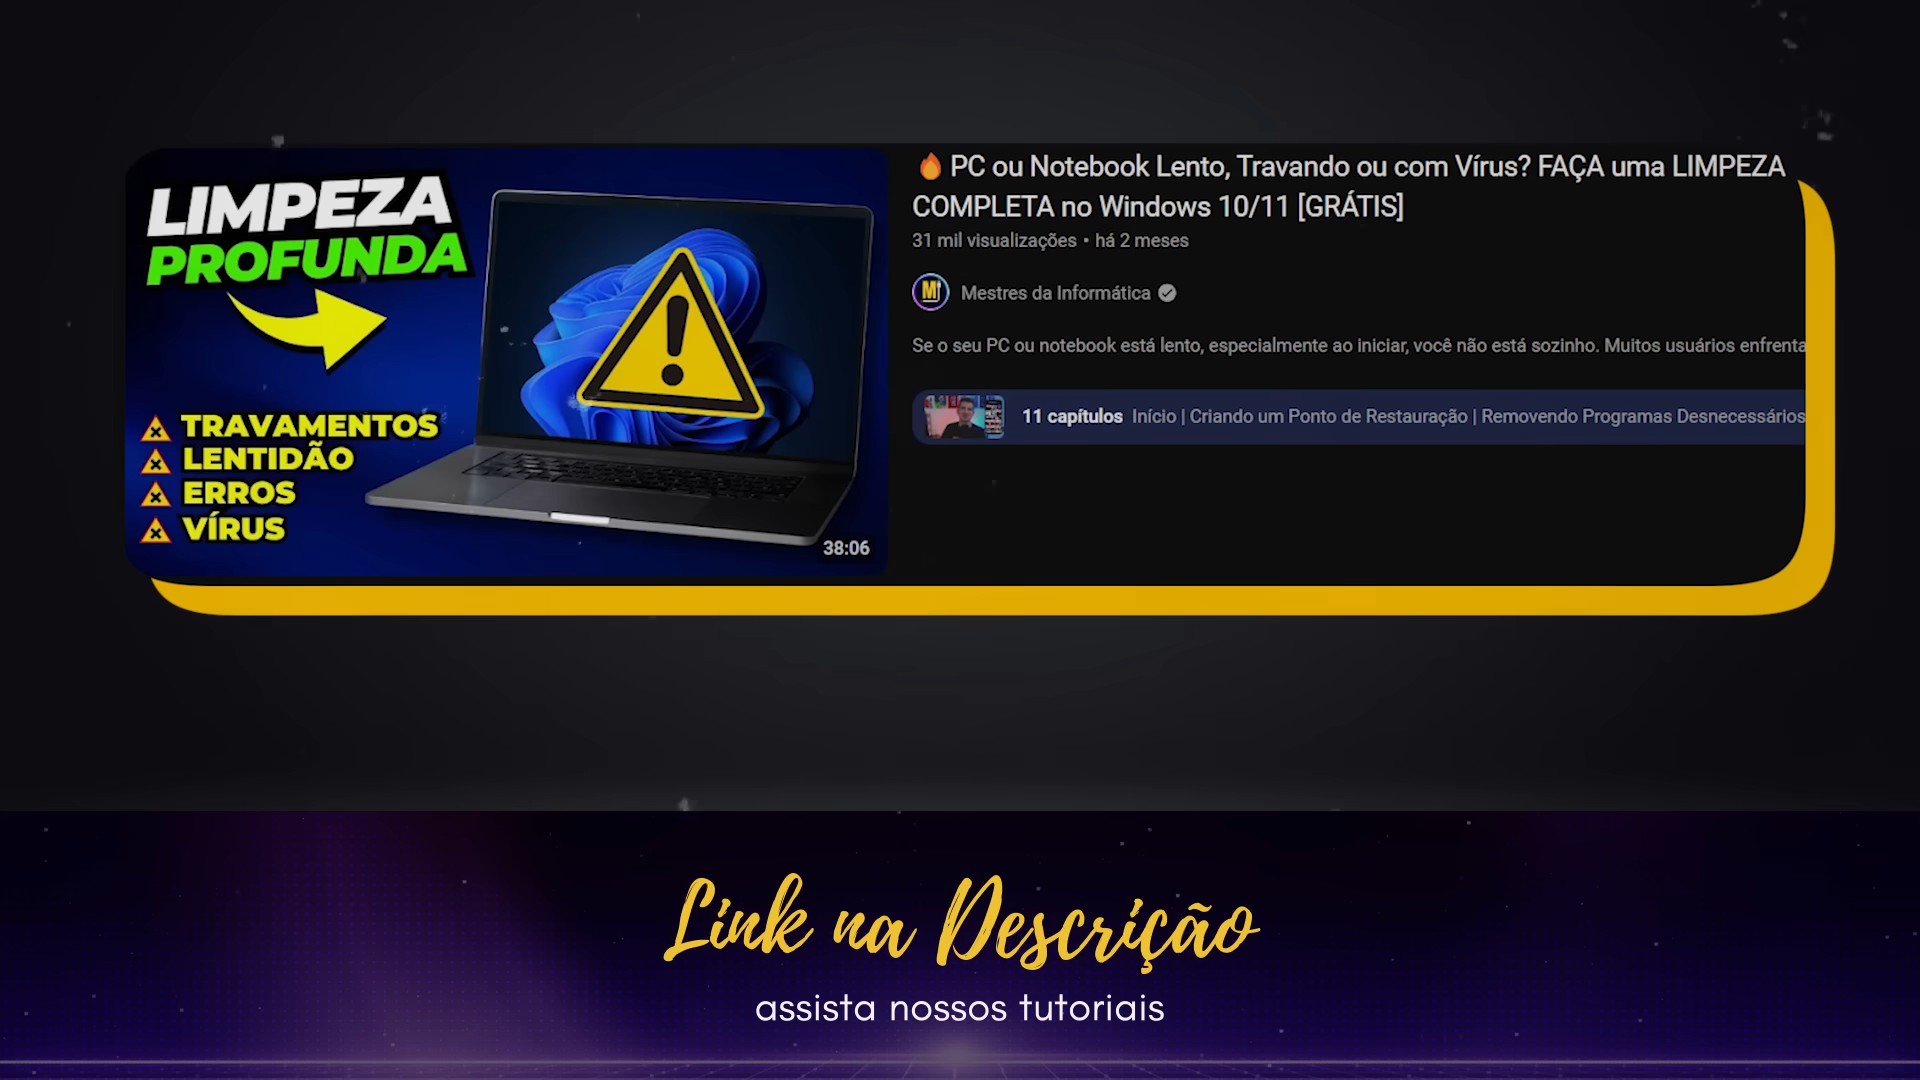 LIMPEZA
PROFUNDA
TRAVAMENTOS
LENTIDÃO
ERROS
VÍRUS
38:06
🔥 PC ou Notebook Lento, Travando ou com Vírus? FAÇA uma LIMPEZA
COMPLETA no Windows 10/11 [GRÁTIS]
31 mil visualizações • há 2 meses
Mestres da Informática
Se o seu PC ou notebook está lento, especialmente ao iniciar, você não está sozinho. Muitos usuários enfrenta
11 capítulos Início | Criando um Ponto de Restauração | Removendo Programas Desnecessários
Link na Descrição
assista nossos tutoriais